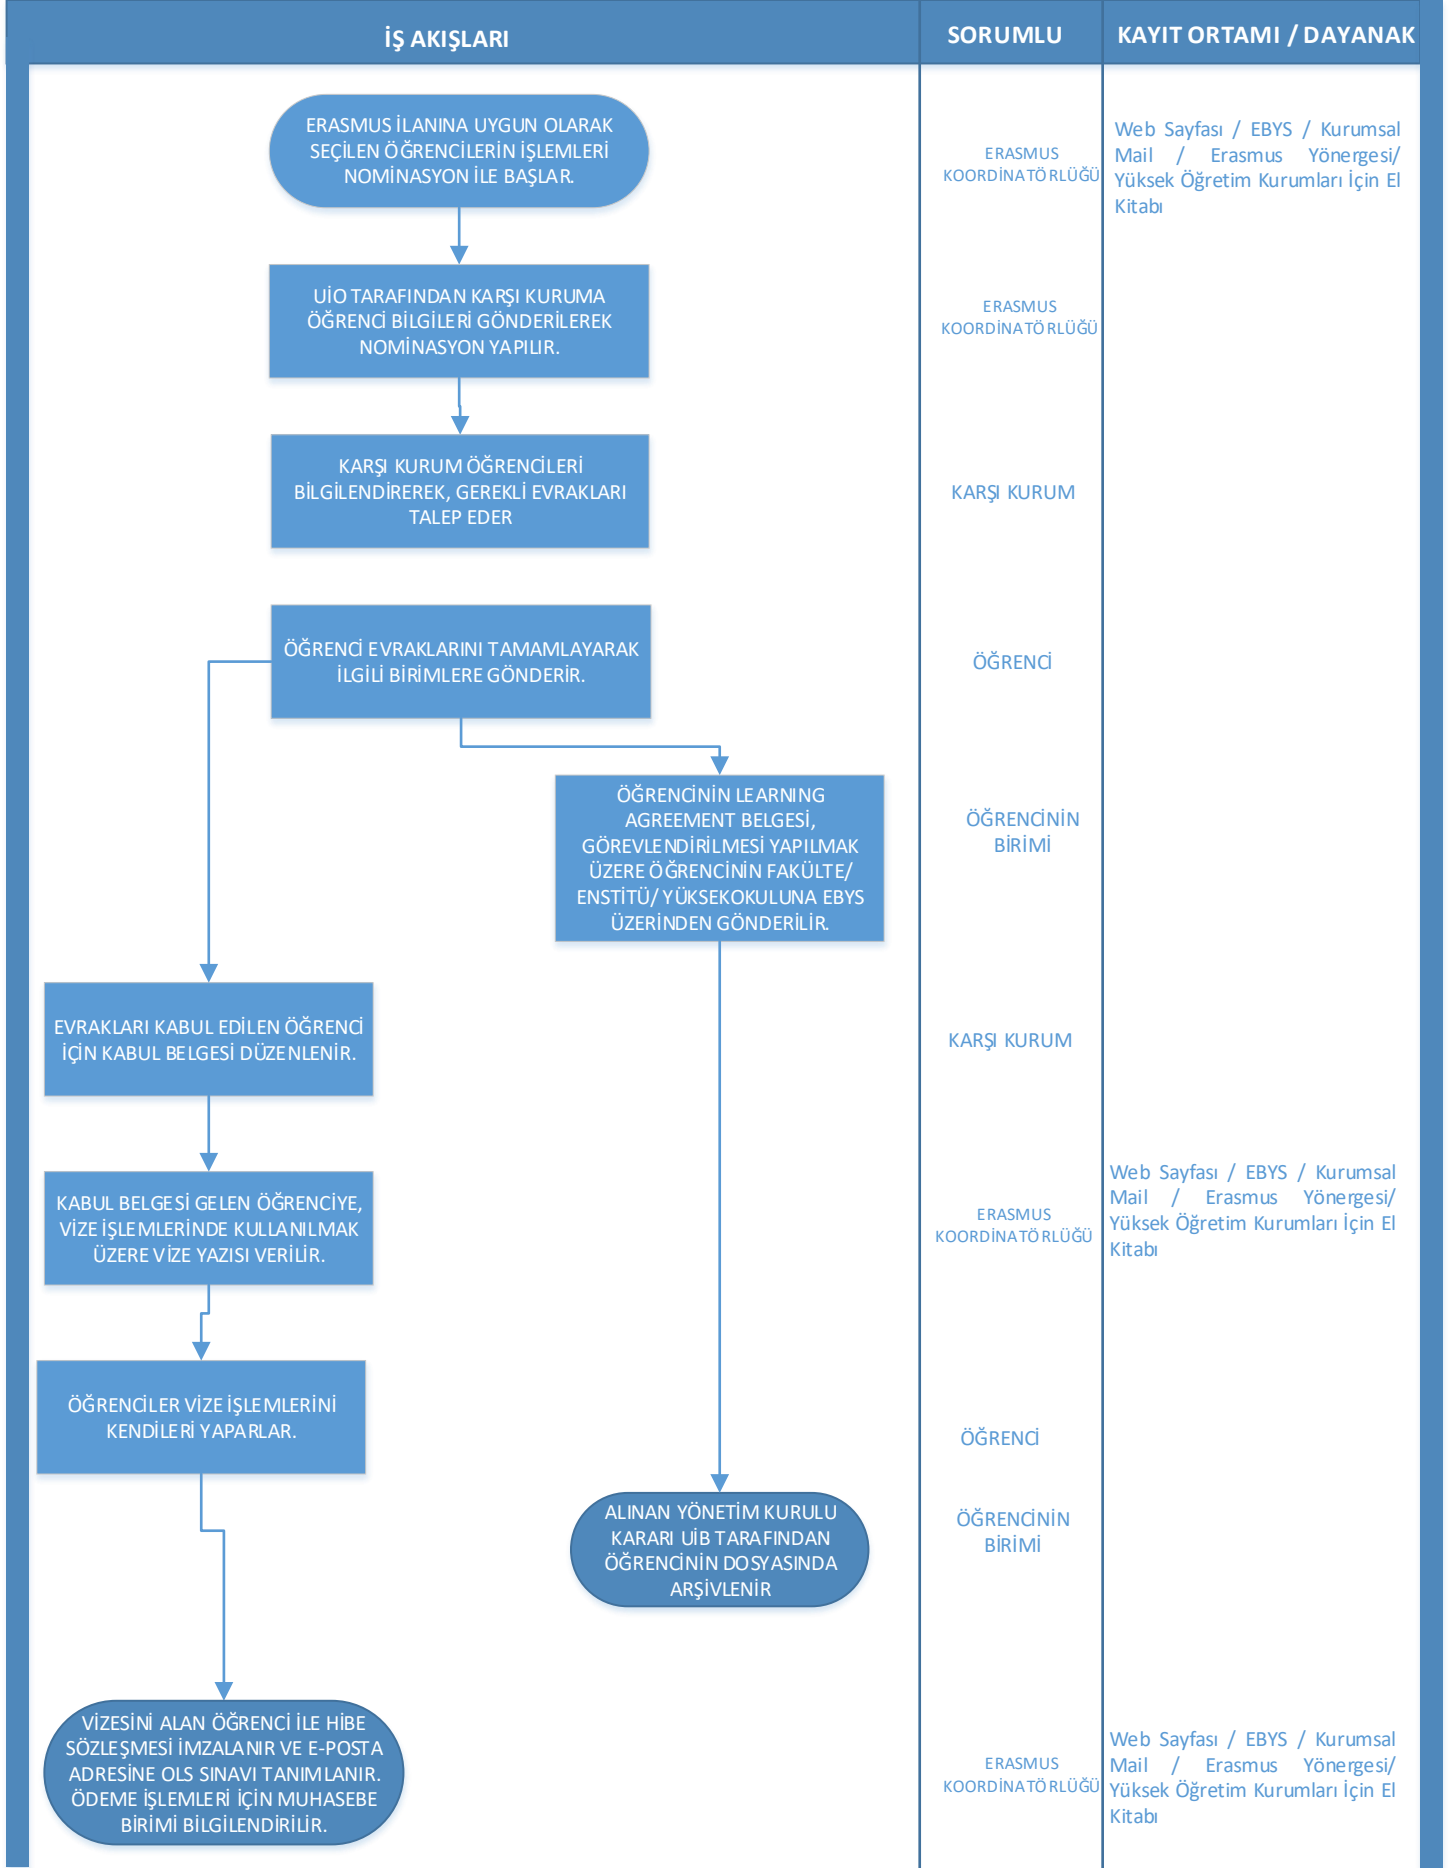 İŞ AKIŞLARI
SORUMLU
KAYIT ORTAMI / DAYANAK
ERASMUS İLANINA UYGUN OLARAK
SEÇİLEN ÖĞRENCİLERİN İŞLEMLERİ
NOMİNASYON İLE BAŞLAR.
ERASMUS
KOORDİNATÖRLÜĞÜ
Web Sayfası / EBYS / Kurumsal
Mail / Erasmus Yönergesi/
Yüksek Öğretim Kurumları İçin El
Kitabı
UİO TARAFINDAN KARŞI KURUMA
ÖĞRENCİ BİLGİLERİ GÖNDERİLEREK
NOMİNASYON YAPILIR.
ERASMUS
KOORDİNATÖRLÜĞÜ
KARŞI KURUM ÖĞRENCİLERİ
BİLGİLENDİREREK, GEREKLİ EVRAKLARI
TALEP EDER
KARŞI KURUM
ÖĞRENCİ EVRAKLARINI TAMAMLAYARAK
İLGİLİ BİRİMLERE GÖNDERİR.
ÖĞRENCİ
ÖĞRENCİNİN LEARNING
AGREEMENT BELGESİ,
GÖREVLENDİRİLMESİ YAPILMAK
ÜZERE ÖĞRENCİNİN FAKÜLTE/
ENSTİTÜ/ YÜKSEKOKULUNA EBYS
ÜZERİNDEN GÖNDERİLİR.
ÖĞRENCİNİN
BİRİMİ
EVRAKLARI KABUL EDİLEN ÖĞRENCİ
İÇİN KABUL BELGESİ DÜZENLENİR.
KARŞI KURUM
KABUL BELGESİ GELEN ÖĞRENCİYE,
VİZE İŞLEMLERİNDE KULLANILMAK
ÜZERE VİZE YAZISI VERİLİR.
ERASMUS
KOORDİNATÖRLÜĞÜ
Web Sayfası / EBYS / Kurumsal
Mail / Erasmus Yönergesi/
Yüksek Öğretim Kurumları İçin El
Kitabı
ÖĞRENCİLER VİZE İŞLEMLERİNİ
KENDİLERİ YAPARLAR.
ÖĞRENCİ
ALINAN YÖNETİM KURULU
KARARI UİB TARAFINDAN
ÖĞRENCİNİN DOSYASINDA
ARŞİVLENİR
ÖĞRENCİNİN
BİRİMİ
VİZESİNİ ALAN ÖĞRENCİ İLE HİBE
SÖZLEŞMESİ İMZALANIR VE E-POSTA
ADRESİNE OLS SINAVI TANIMLANIR.
ÖDEME İŞLEMLERİ İÇİN MUHASEBE
BİRİMİ BİLGİLENDİRİLİR.
ERASMUS
KOORDİNATÖRLÜĞÜ
Web Sayfası / EBYS / Kurumsal
Mail / Erasmus Yönergesi/
Yüksek Öğretim Kurumları İçin El
Kitabı